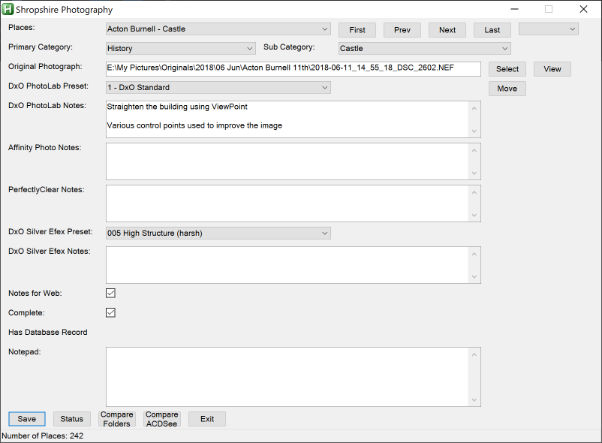 Shropshire Photography
Places: Acton Burnell - Castle First Prev Next Last
Primary Category: History Sub Category: Castle
Original Photograph: E:\My Pictures\Originals\2018\06 Jun\Acton Burnell 11th\2018-06-11_14_55_18_DSC_2602.NEF Select View
DxO PhotoLab Preset: 1 - DxO Standard Move
DxO PhotoLab Notes: Straighten the building using ViewPoint
Various control points used to improve the image
Affinity Photo Notes:
PerfectlyClear Notes:
DxO Silver Efex Preset: 005 High Structure (harsh)
DxO Silver Efex Notes:
Notes for Web:
Complete:
Has Database Record
Notepad:
Save Status Compare Folders Compare ACDSee Exit
Number of Places: 242